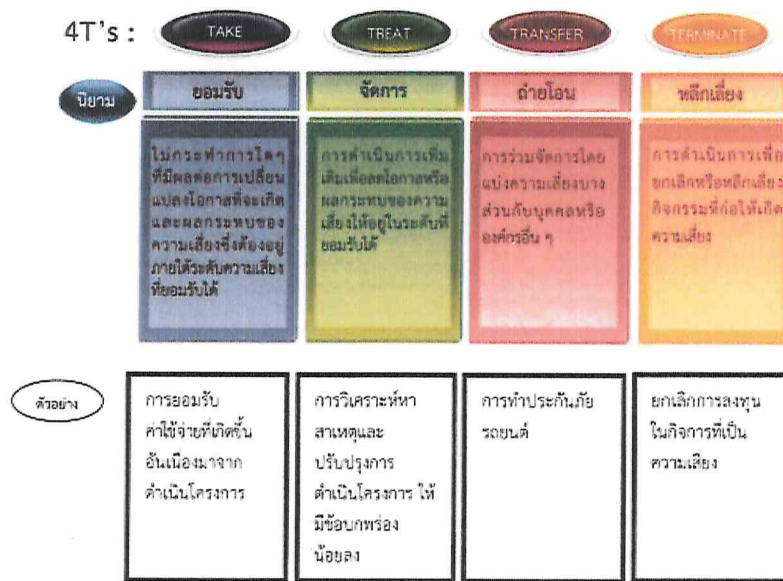 4T's :
TAKE
TREAT
TRANSFER
TERMINATE
นิยาม
ยอมรับ
จัดการ
ถ่ายโอน
หลีกเลี่ยง
ไม่กระทำการใดๆ
ที่มีผลต่อการเปลี่ยน
แปลงโอกาสที่จะเกิด
และผลกระทบของ
ความเสี่ยงซึ่งต้องอยู่
ภายใต้ระดับความเสี่ยง
ที่ยอมรับได้
การดำเนินการเพิ่ม
เติมเพื่อลดโอกาสหรือ
ผลกระทบของความ
เสี่ยงให้อยู่ในระดับที่
ยอมรับได้
การร่วมจัดการโดย
แบ่งความเสี่ยงบาง
ส่วนกับบุคคลหรือ
องค์กรอื่น ๆ
การดำเนินการเพื่อ
ยกเลิกหรือหลีกเลี่ยง
กิจกรรมที่ก่อให้เกิด
ความเสี่ยง
ตัวอย่าง
การยอมรับ
ค่าใช้จ่ายที่เกิดขึ้น
อันเนื่องมาจาก
ดำเนินโครงการ
การวิเคราะห์หา
สาเหตุและ
ปรับปรุงการ
ดำเนินโครงการ ให้
มีข้อบกพร่อง
น้อยลง
การทำประกันภัย
รถยนต์
ยกเลิกการลงทุน
ในกิจการที่เป็น
ความเสี่ยง